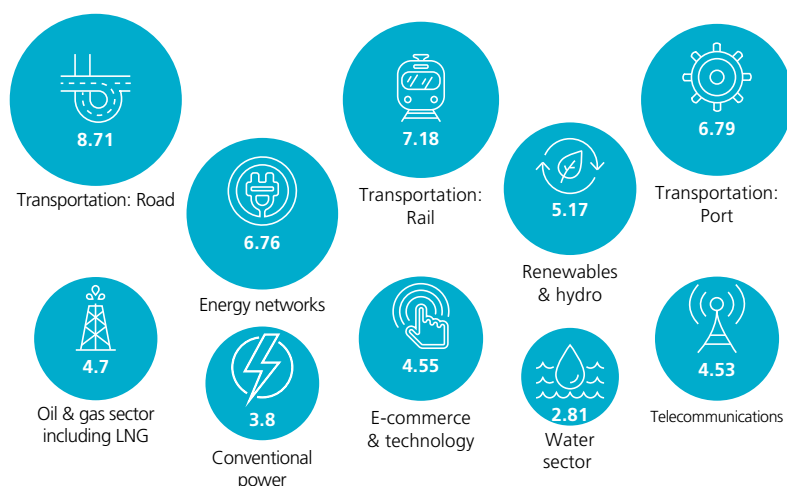 8.71
Transportation: Road
7.18
Transportation:
Rail
6.79
Transportation:
Port
6.76
Energy networks
5.17
Renewables
& hydro
4.7
Oil & gas sector
including LNG
3.8
Conventional
power
4.55
E-commerce
& technology
2.81
Water
sector
4.53
Telecommunications